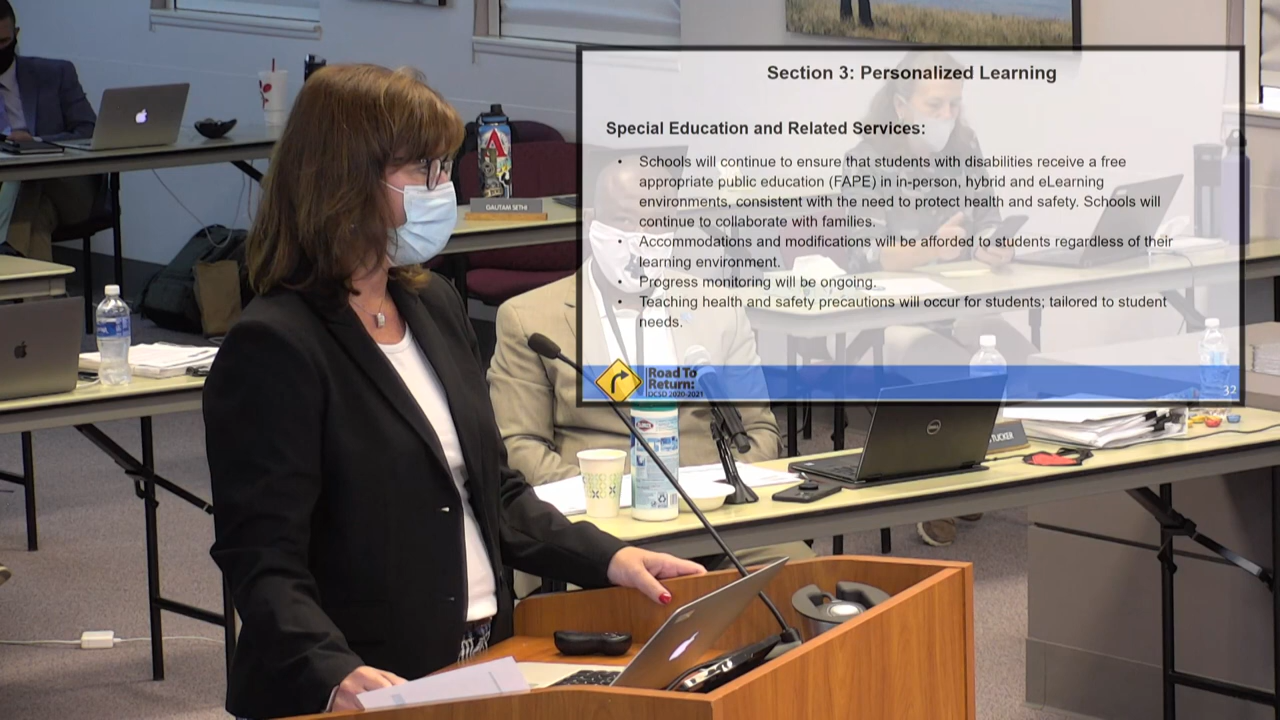 Section 3: Personalized Learning
Special Education and Related Services:
• Schools will continue to ensure that students with disabilities receive a free
appropriate public education (FAPE) in in-person, hybrid and eLearning
environments, consistent with the need to protect health and safety. Schools will
continue to collaborate with families.
• Accommodations and modifications will be afforded to students regardless of their
learning environment.
• Progress monitoring will be ongoing.
• Teaching health and safety precautions will occur for students; tailored to student
needs.
Road To
Return:
DCSD 2020-2021
32
GAUTAM SETHI
TUCKER
DELL